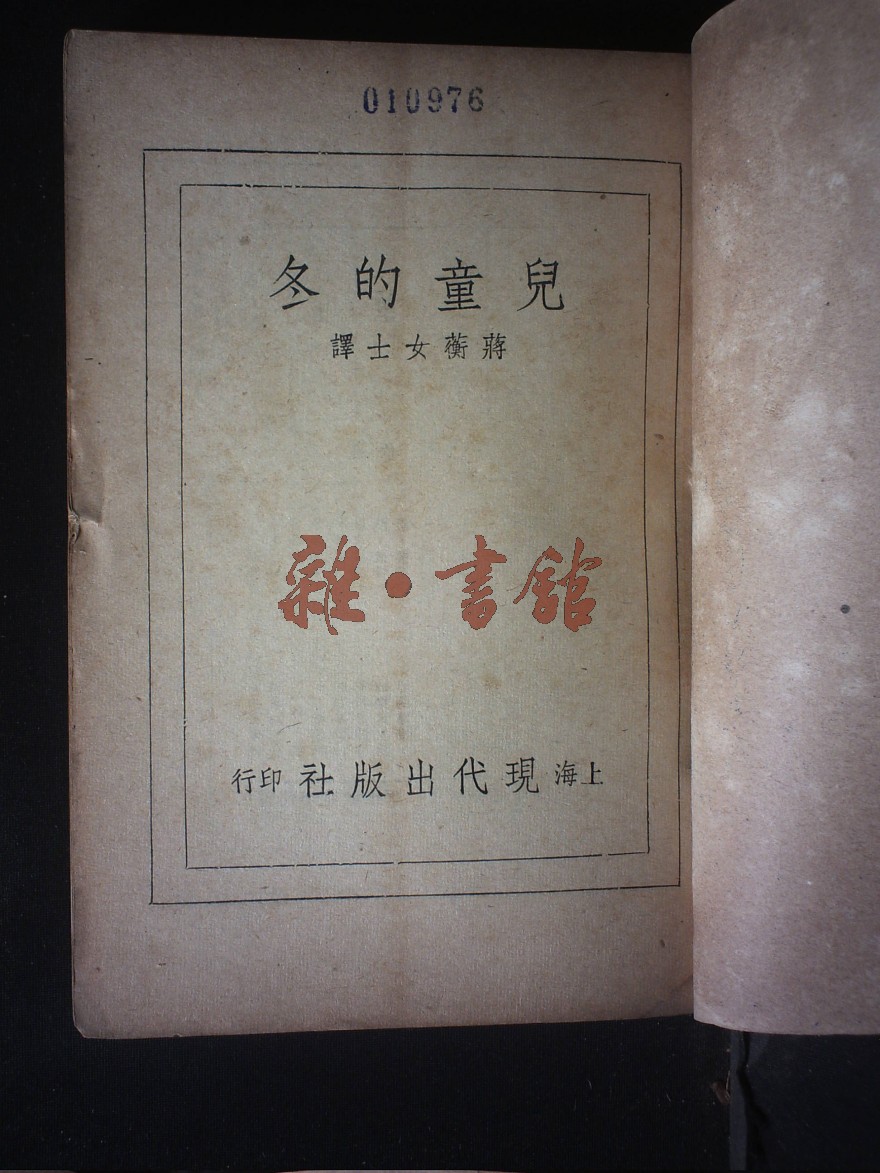 010976
兒童的冬
蔣蘅女士譯
雜·書館
上海現代出版社印行